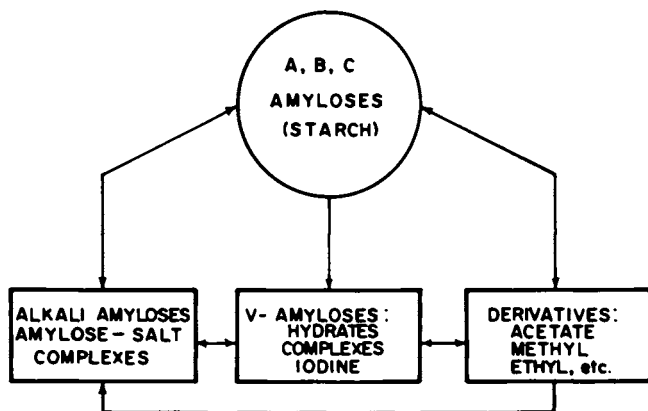 A, B, C
AMYLOSES
(STARCH)
ALKALI AMYLOSES
AMYLOSE-SALT
COMPLEXES
V-AMYLOSES:
HYDRATES
COMPLEXES
IODINE
DERIVATIVES:
ACETATE
METHYL
ETHYL, etc.